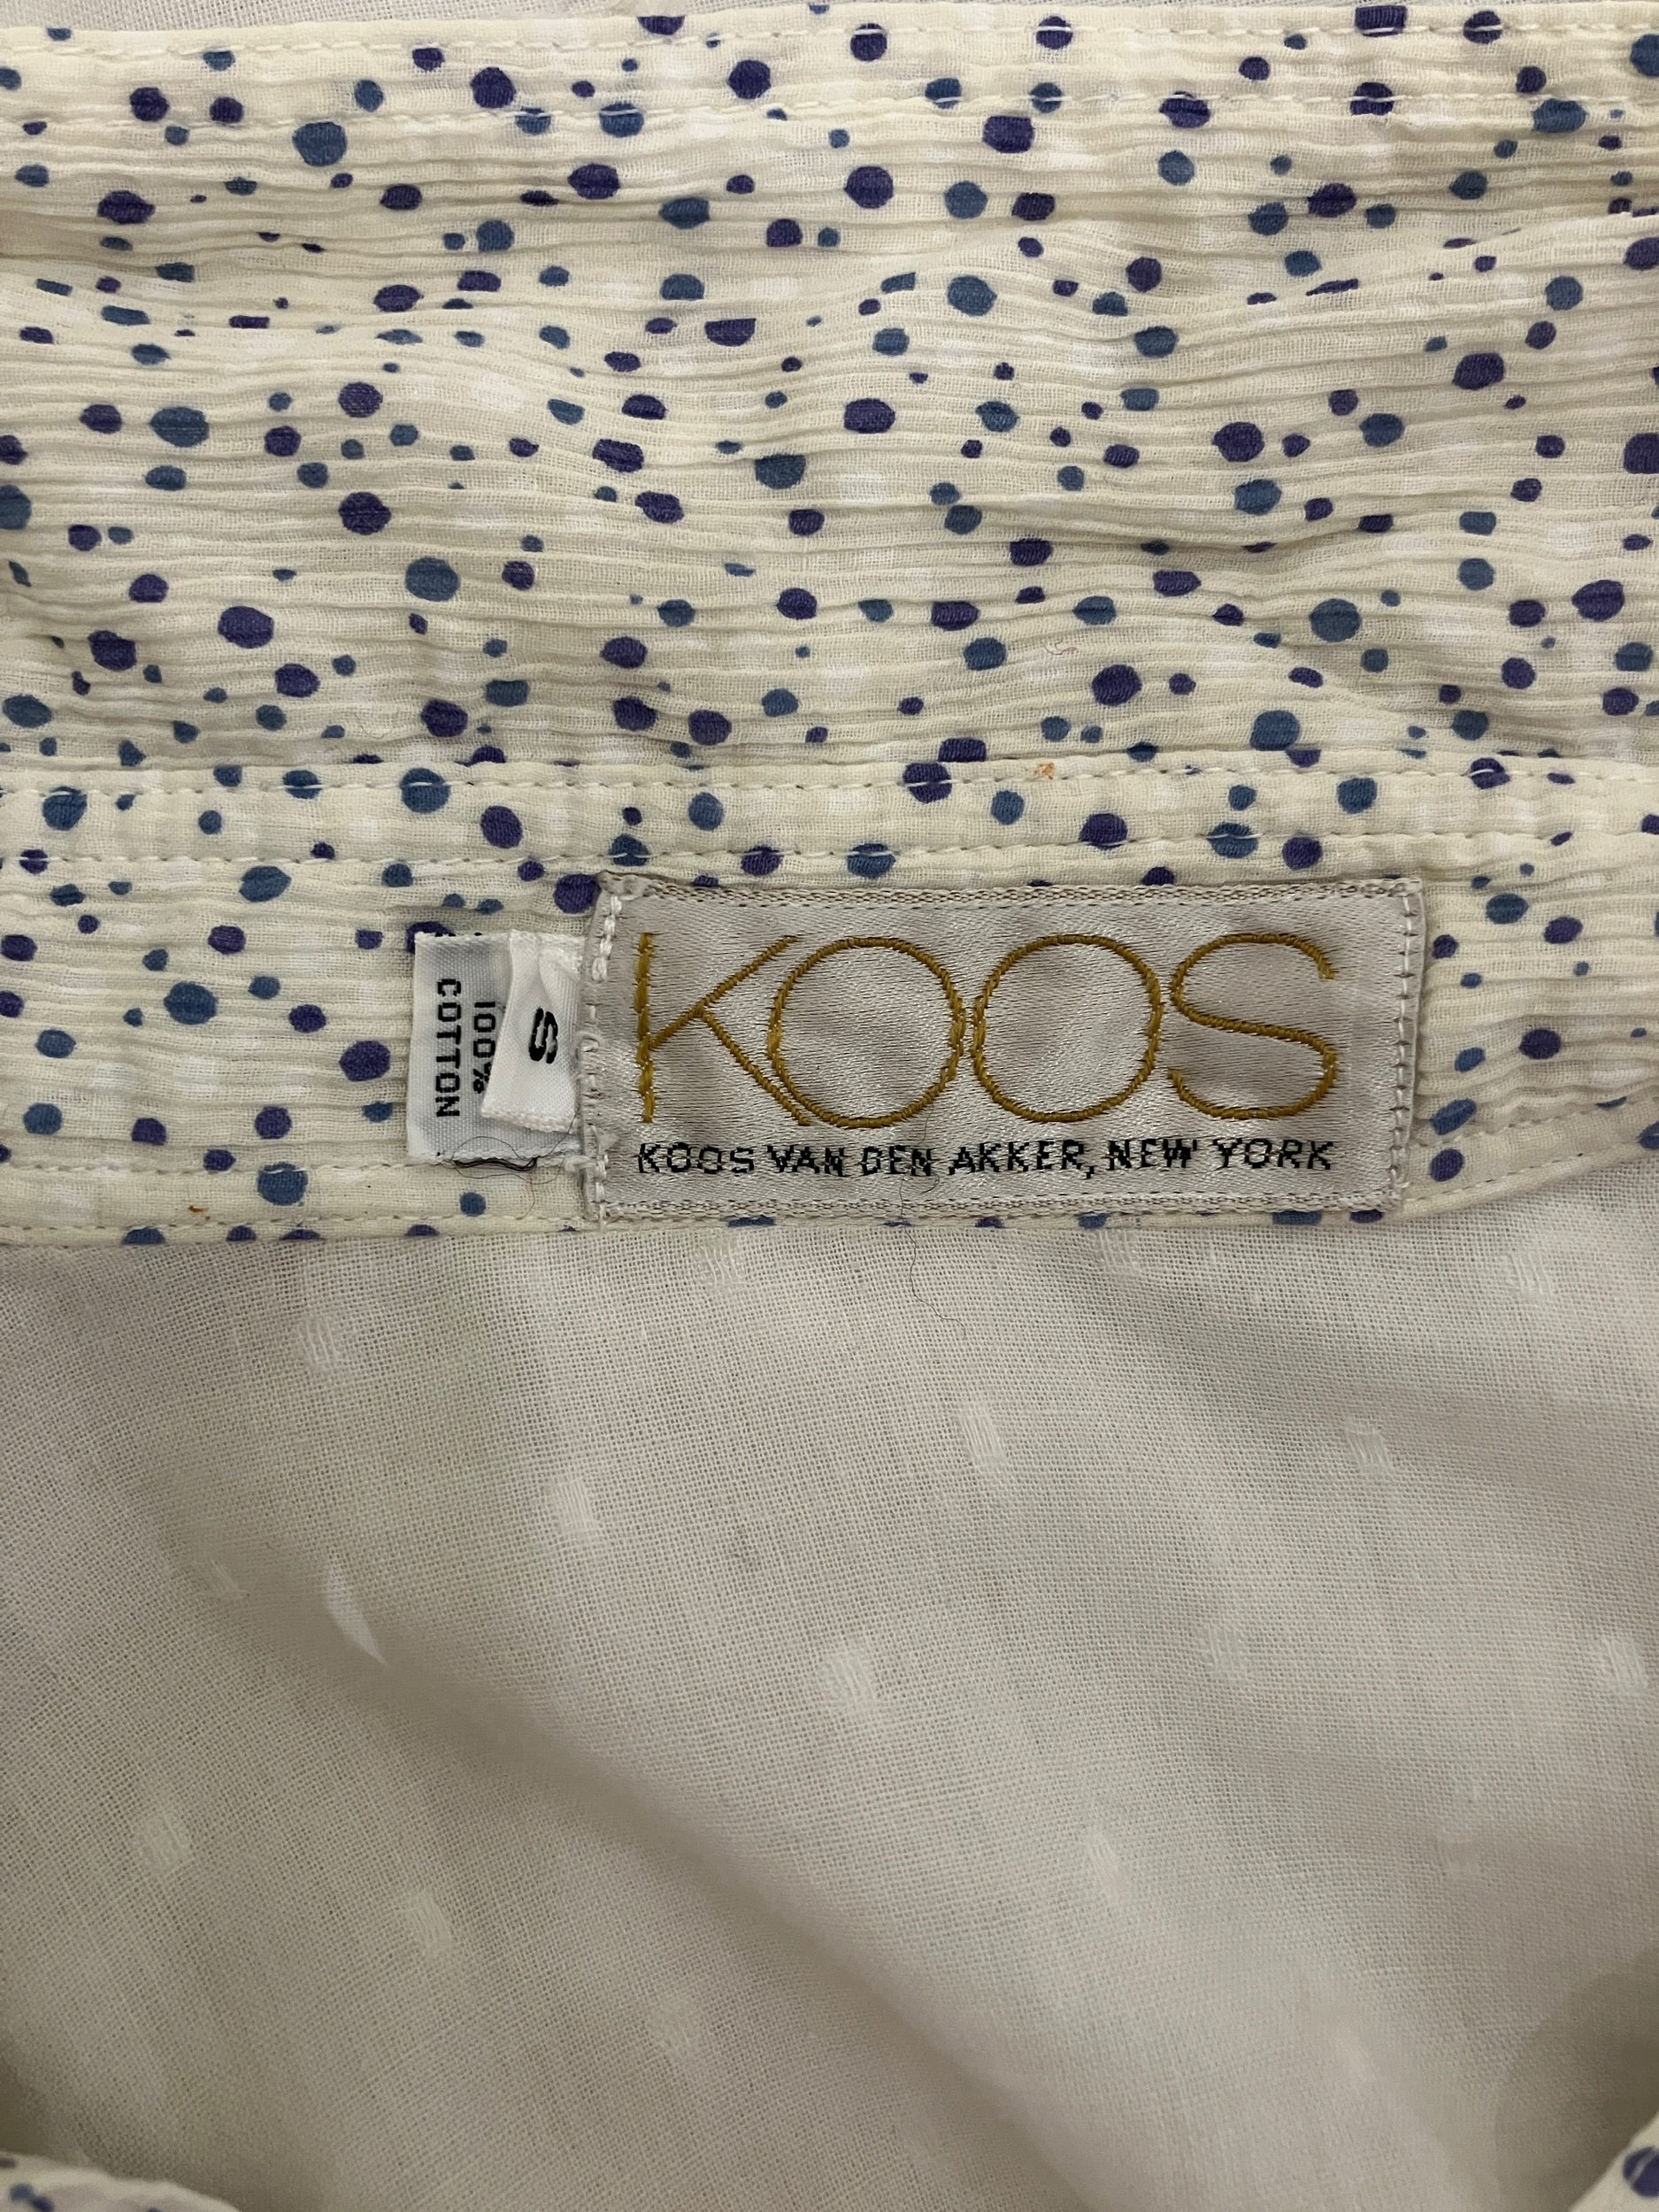 KOOS
KOOS VAN DEN AKKER, NEW YORK
S
100%
COTTON